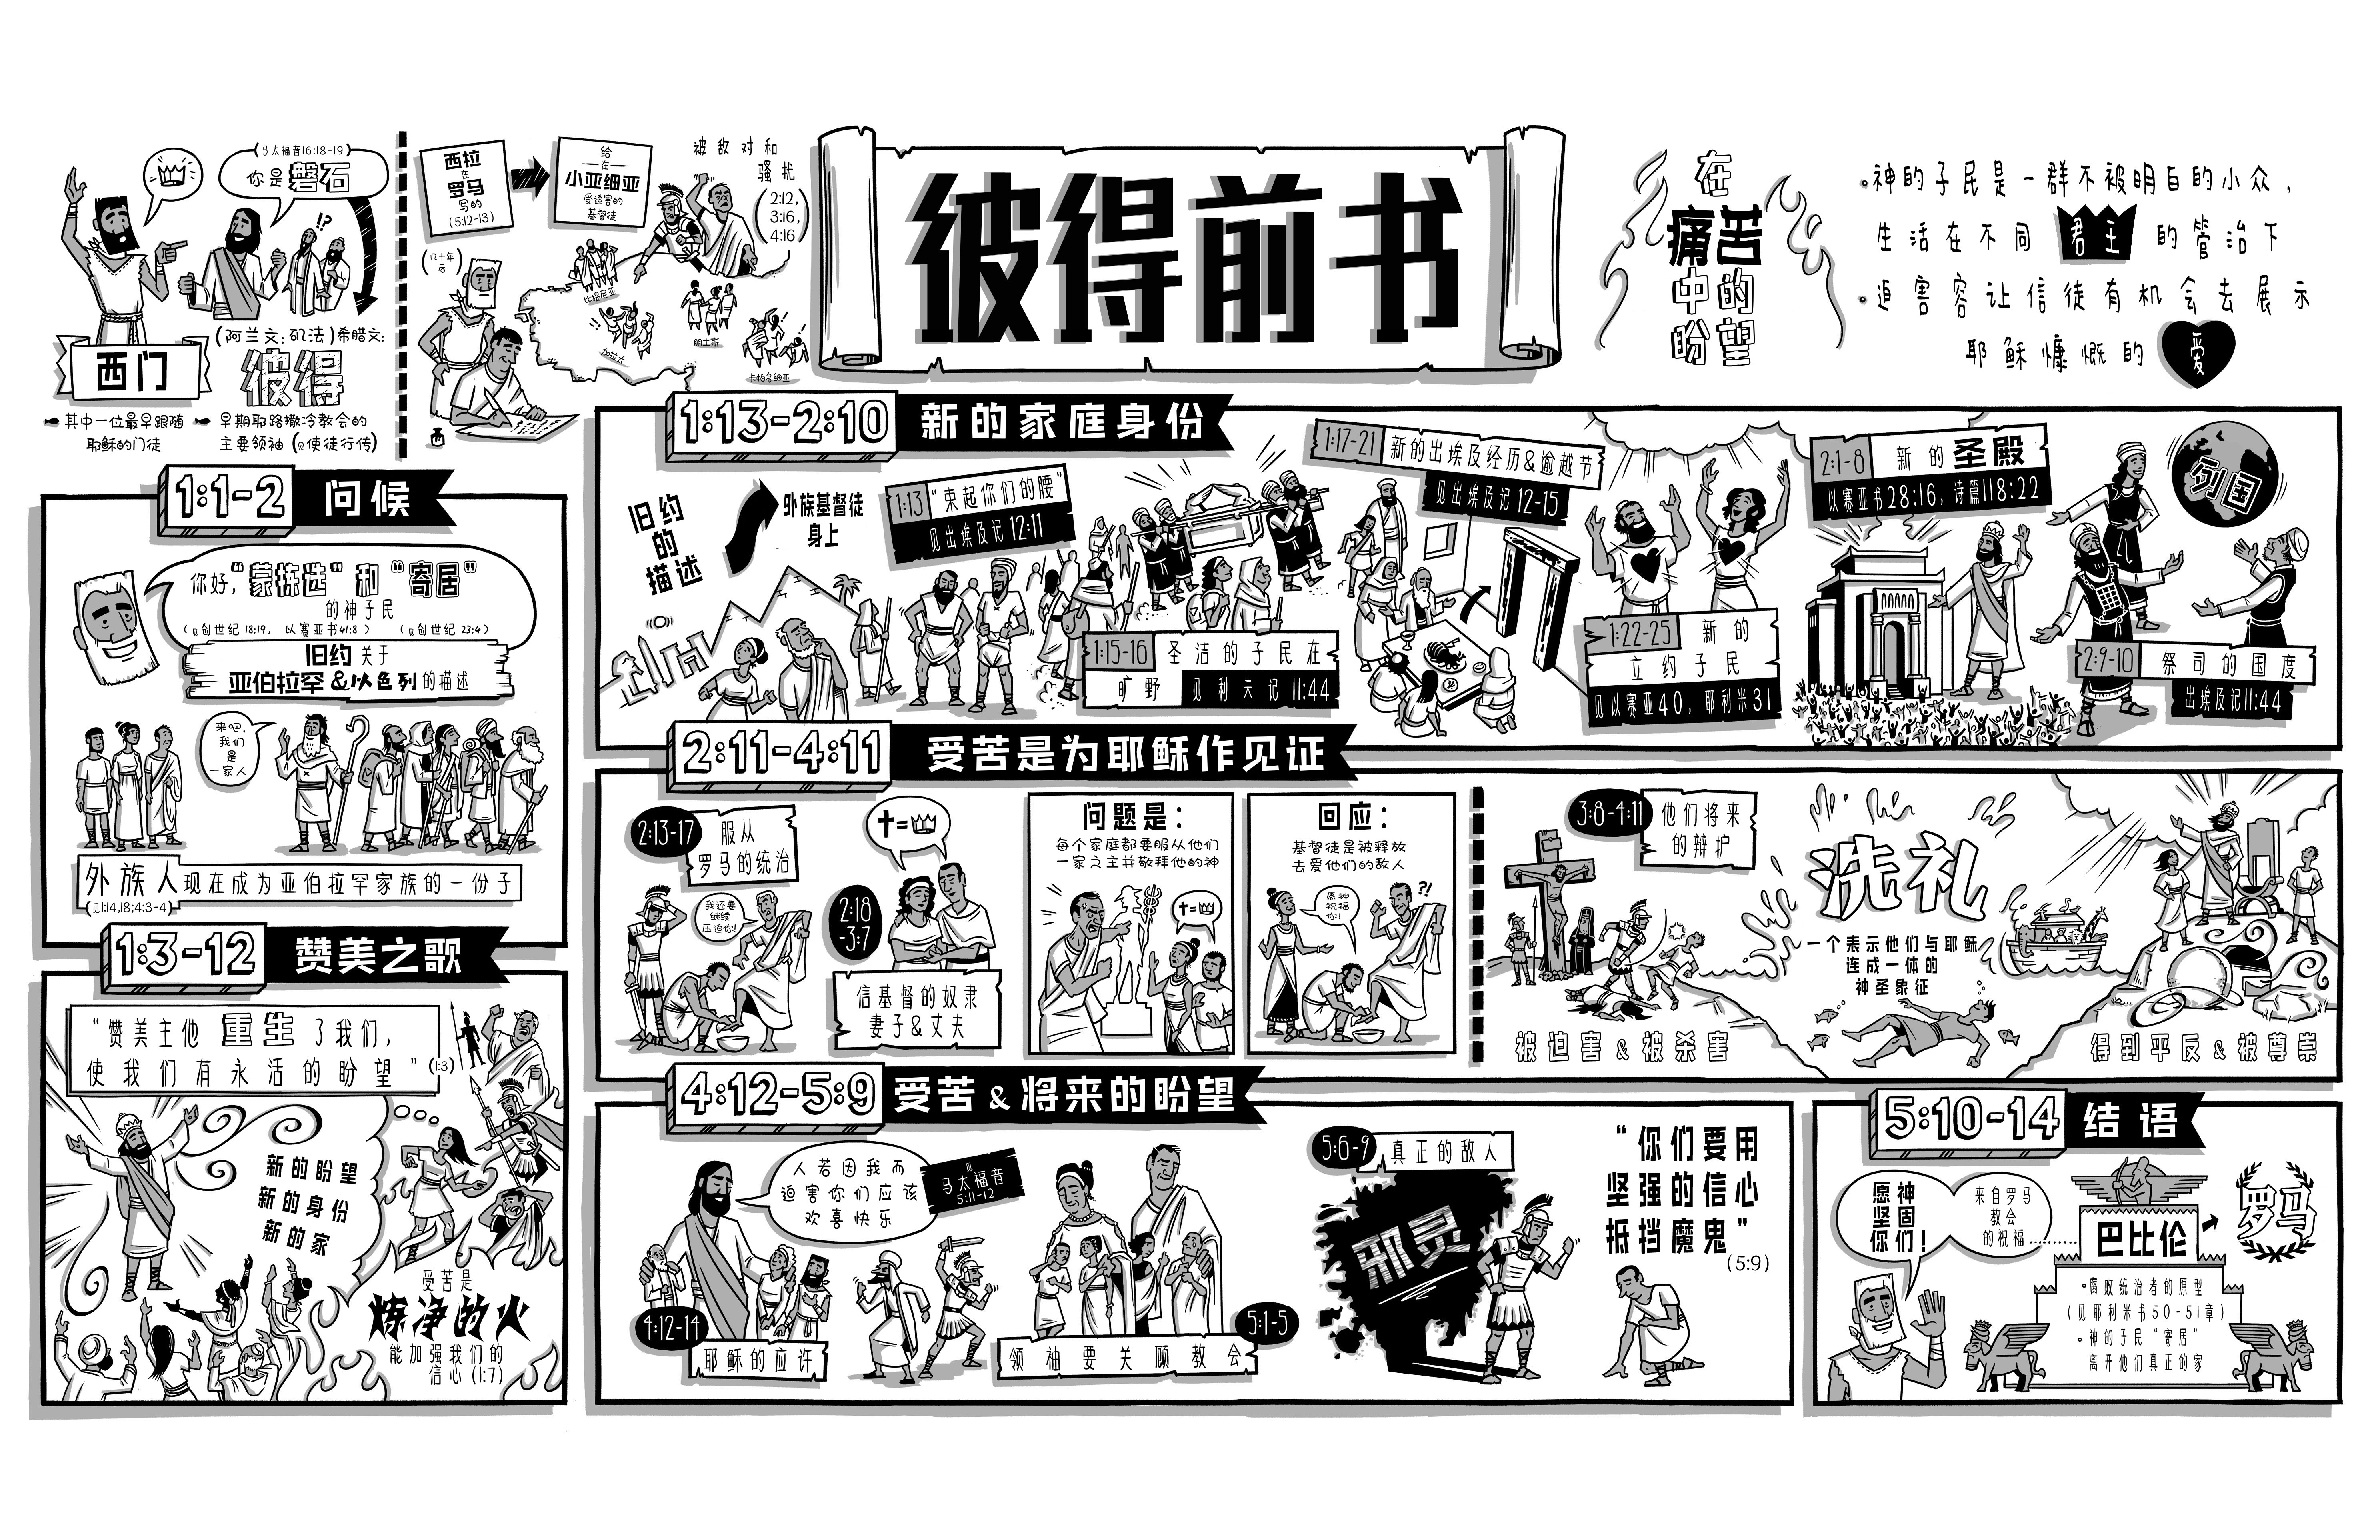 彼得前书
(马太福音16:18-19)
你是磐石
!?
西门
(阿兰文:矶法)希腊文:
彼得
其中一位最早跟随
耶稣的门徒
早期耶路撒冷教会的
主要领袖 (见使徒行传)
西拉
在
罗马
写的
(5:12-13)
给
在
小亚细亚
受迫害的
基督徒
被敌对和
骚扰
(2:12,
3:16,
4:16)
(几十年
后)
比提尼亚
加拉太
本都
卡帕多细亚
在
痛苦
中的
盼望
·神的子民是一群不被明白的小众,
生活在不同 君主 的管治下
·迫害容让信徒有机会去展示
耶稣慷慨的 爱
1:1-2 问候
你好,“蒙拣选”和“寄居”
的神子民
(见创世纪 18:19, 以赛亚书41:8) (见创世纪 23:4)
旧约关于
亚伯拉罕&以色列的描述
来吧,
我们
是
一家人
外族人现在成为亚伯拉罕家族的一份子
(见1:14,18;4:3-4)
1:3-12 赞美之歌
“赞美主他 重生 了我们,
使我们有永活的盼望” (1:3)
新的盼望
新的身份
新的家
受苦是
炼净的火
能加强我们的
信心 (1:7)
1:13-2:10 新的家庭身份
旧约
的
描述
外族基督徒
身上
1:13 “束起你们的腰”
见出埃及记 12:11
1:15-16 圣洁的子民在
旷野 见利未记 11:44
1:17-21 新的出埃及经历&逾越节
见出埃及记 12-15
1:22-25 新的
立约子民
见以赛亚40, 耶利米31
2:1-8 新的圣殿
以赛亚书28:16, 诗篇118:22
列国
2:9-10 祭司的国度
出埃及记11:44
2:11-4:11 受苦是为耶稣作见证
2:13-17 服从
罗马的统治
我还要
继续
压迫你!
2:18
-3:7
信基督的奴隶
妻子&丈夫
问题是:
每个家庭都要服从他们
一家之主并敬拜他的神
回应:
基督徒是被释放
去爱他们的敌人
愿神
祝福
你!
?!
3:8-4:11 他们将来
的辩护
洗礼
一个表示他们与耶稣
连成一体的
神圣象征
被迫害&被杀害
得到平反&被尊崇
4:12-5:9 受苦&将来的盼望
人若因我而
迫害你们应该
欢喜快乐
见
马太福音
5:11-12
4:12-14
耶稣的应许
5:1-5
领袖要关顾教会
5:6-9 真正的敌人
邪灵
“你们要用
坚强的信心
抵挡魔鬼”
(5:9)
5:10-14 结语
愿神
坚固
你们!
来自罗马
教会
的祝福
巴比伦
罗马
·腐败统治者的原型
(见耶利米书50-51章)
·神的子民“寄居”
离开他们真正的家